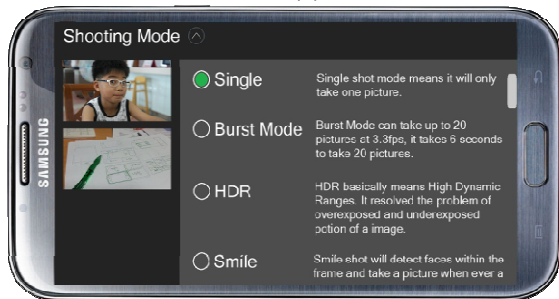 Shooting Mode
SAMSUNG
Single
Single shot mode means it will only
take one picture.
Burst Mode
Burst Mode can take up to 20
pictures at 3.3fps, it takes 6 seconds
to take 20 pictures.
HDR
HDR basically means High Dynamic
Ranges. It resolved the problem of
overexposed and underexposed
potion of a image.
Smile
Smile shot will detect faces within the
frame and take a picture when ever a